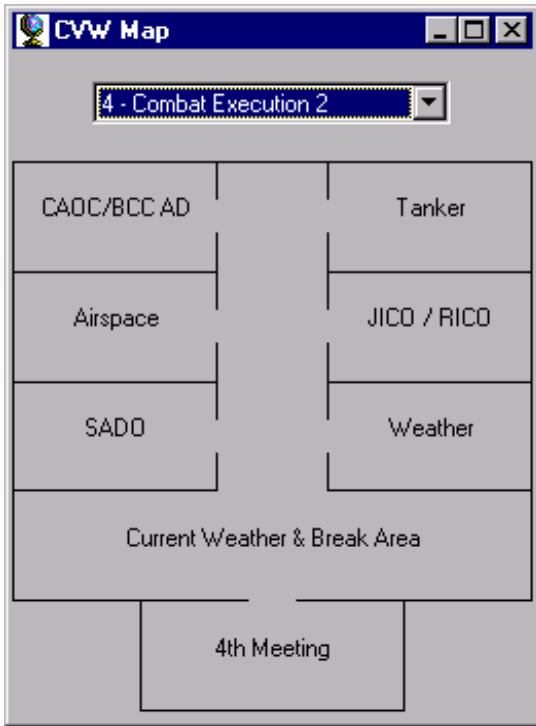 CVW Map
4 - Combat Execution 2
CAOC/BCC AD
Tanker
Airspace
JICO / RICO
SADO
Weather
Current Weather & Break Area
4th Meeting